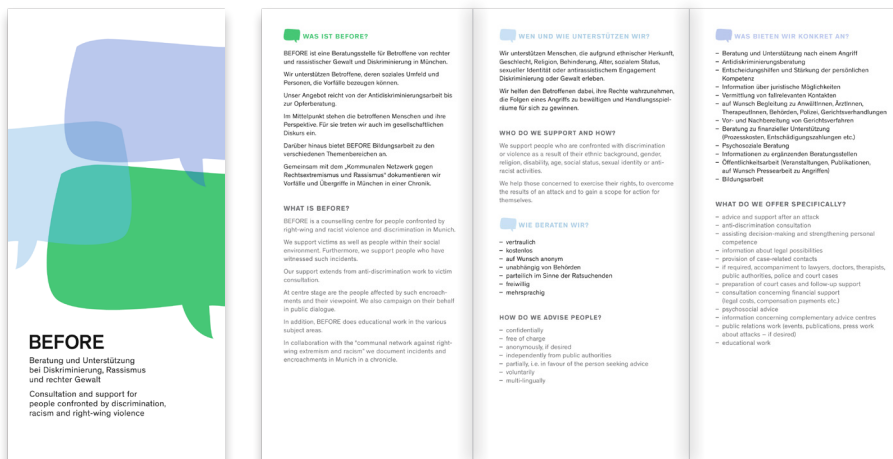 BEFORE
Beratung und Unterstützung
bei Diskriminierung, Rassismus
und rechter Gewalt
Consultation and support for
people confronted by discrimination,
racism and right-wing violence
WAS IST BEFORE?
BEFORE ist eine Beratungsstelle für Betroffene von rechter
und rassistischer Gewalt und Diskriminierung in München.
Wir unterstützen Betroffene, deren soziales Umfeld und
Personen, die Vorfälle bezeugen können.
Unser Angebot reicht von der Antidiskriminierungsarbeit bis
zur Opferberatung.
Im Mittelpunkt stehen die betroffenen Menschen und ihre
Perspektive. Für sie treten wir auch im gesellschaftlichen
Diskurs ein.
Darüber hinaus bietet BEFORE Bildungsarbeit zu den
verschiedenen Themenbereichen an.
Gemeinsam mit dem „Kommunalen Netzwerk gegen
Rechtsextremismus und Rassismus“ dokumentieren wir
Vorfälle und Übergriffe in München in einer Chronik.
WHAT IS BEFORE?
BEFORE is a counselling centre for people confronted by
right-wing and racist violence and discrimination in Munich.
We support victims as well as people within their social
environment. Furthermore, we support people who have
witnessed such incidents.
Our support extends from anti-discrimination work to victim
consultation.
At centre stage are the people affected by such encroach-
ments and their viewpoint. We also campaign on their behalf
in public dialogue.
In addition, BEFORE does educational work in the various
subject areas.
In collaboration with the “communal network against right-
wing extremism and racism” we document incidents and
encroachments in Munich in a chronicle.
WEN UND WIE UNTERSTÜTZEN WIR?
Wir unterstützen Menschen, die aufgrund ethnischer Herkunft,
Geschlecht, Religion, Behinderung, Alter, sozialem Status,
sexueller Identität oder antirassistischem Engagement
Diskriminierung oder Gewalt erleben.
Wir helfen den Betroffenen dabei, ihre Rechte wahrzunehmen,
die Folgen eines Angriffs zu bewältigen und Handlungsspiel-
räume für sich zu gewinnen.
WHO DO WE SUPPORT AND HOW?
We support people who are confronted with discrimination
or violence as a result of their ethnic background, gender,
religion, disability, age, social status, sexual identity or anti-
racist activities.
We help those concerned to exercise their rights, to overcome
the results of an attack and to gain a scope for action for
themselves.
WIE BERATEN WIR?
– vertraulich
– kostenlos
– auf Wunsch anonym
– unabhängig von Behörden
– parteilich im Sinne der Ratsuchenden
– freiwillig
– mehrsprachig
HOW DO WE ADVISE PEOPLE?
– confidentially
– free of charge
– anonymously, if desired
– independently from public authorities
– partially, i.e. in favour of the person seeking advice
– voluntarily
– multi-lingually
WAS BIETEN WIR KONKRET AN?
– Beratung und Unterstützung nach einem Angriff
– Antidiskriminierungsberatung
– Entscheidungshilfen und Stärkung der persönlichen
Kompetenz
– Information über juristische Möglichkeiten
– Vermittlung von fallrelevanten Kontakten
– auf Wunsch Begleitung zu AnwältInnen, ÄrztInnen,
TherapeutInnen, Behörden, Polizei, Gerichtsverhandlungen
– Vor- und Nachbereitung von Gerichtsverfahren
– Beratung zu finanzieller Unterstützung
(Prozesskosten, Entschädigungszahlungen etc.)
– Psychosoziale Beratung
– Informationen zu ergänzenden Beratungsstellen
– Öffentlichkeitsarbeit (Veranstaltungen, Publikationen,
auf Wunsch Pressearbeit zu Angriffen)
– Bildungsarbeit
WHAT DO WE OFFER SPECIFICALLY?
– advice and support after an attack
– anti-discrimination consultation
– assisting decision-making and strengthening personal
competence
– information about legal possibilities
– provision of case-related contacts
– if required, accompaniment to lawyers, doctors, therapists,
public authorities, police and court cases
– preparation of court cases and follow-up support
– consultation concerning financial support
(legal costs, compensation payments etc.)
– psychosocial advice
– information concerning complementary advice centres
– public relations work (events, publications, press work
about attacks – if desired)
– educational work